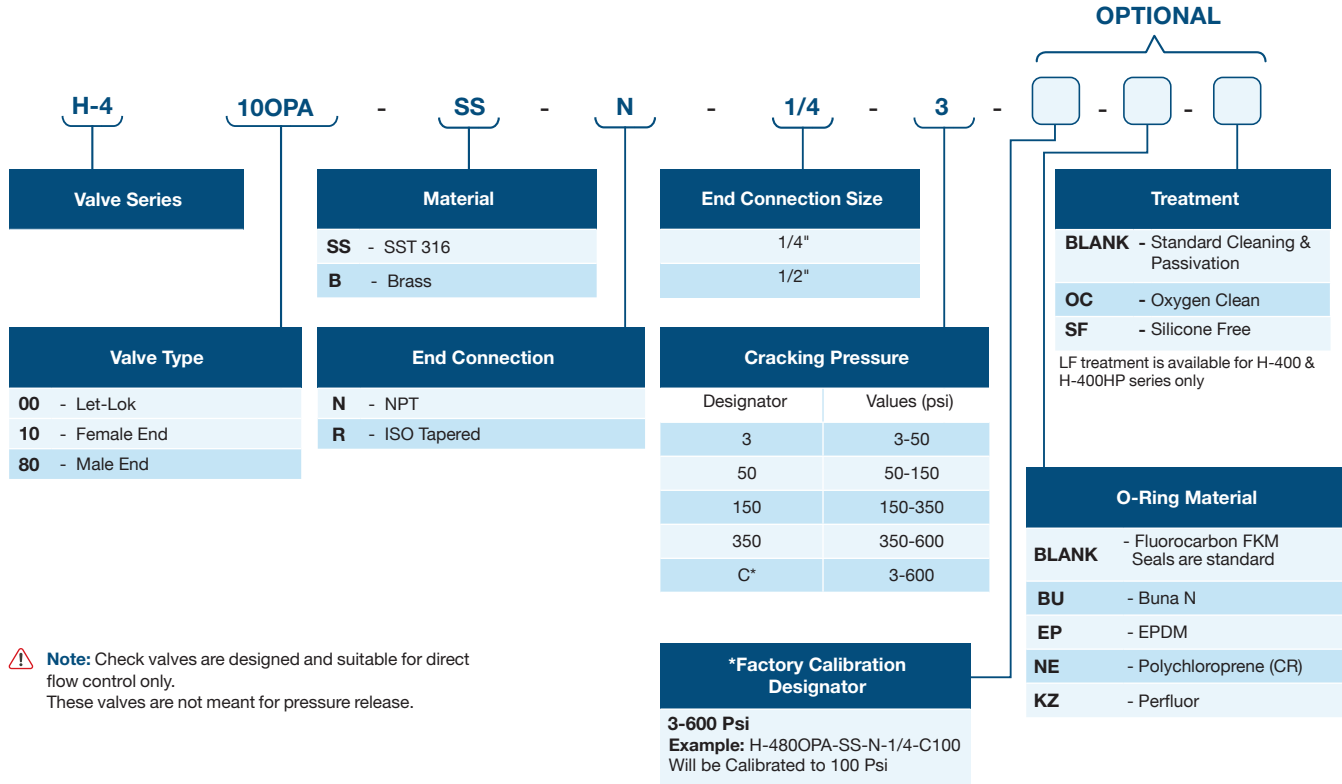 OPTIONAL
H-4 10OPA - SS - N - 1/4 - 3 - - -
Valve Series
Material
SS - SST 316
B - Brass
End Connection Size
1/4"
1/2"
Treatment
BLANK - Standard Cleaning &
Passivation
OC - Oxygen Clean
SF - Silicone Free
LF treatment is available for H-400 &
H-400HP series only
Valve Type
00 - Let-Lok
10 - Female End
80 - Male End
End Connection
N - NPT
R - ISO Tapered
Cracking Pressure
Designator Values (psi)
3 3-50
50 50-150
150 150-350
350 350-600
C* 3-600
O-Ring Material
BLANK - Fluorocarbon FKM
Seals are standard
BU - Buna N
EP - EPDM
NE - Polychloroprene (CR)
KZ - Perfluor
Note: Check valves are designed and suitable for direct
flow control only.
These valves are not meant for pressure release.
*Factory Calibration
Designator
3-600 Psi
Example: H-480OPA-SS-N-1/4-C100
Will be Calibrated to 100 Psi